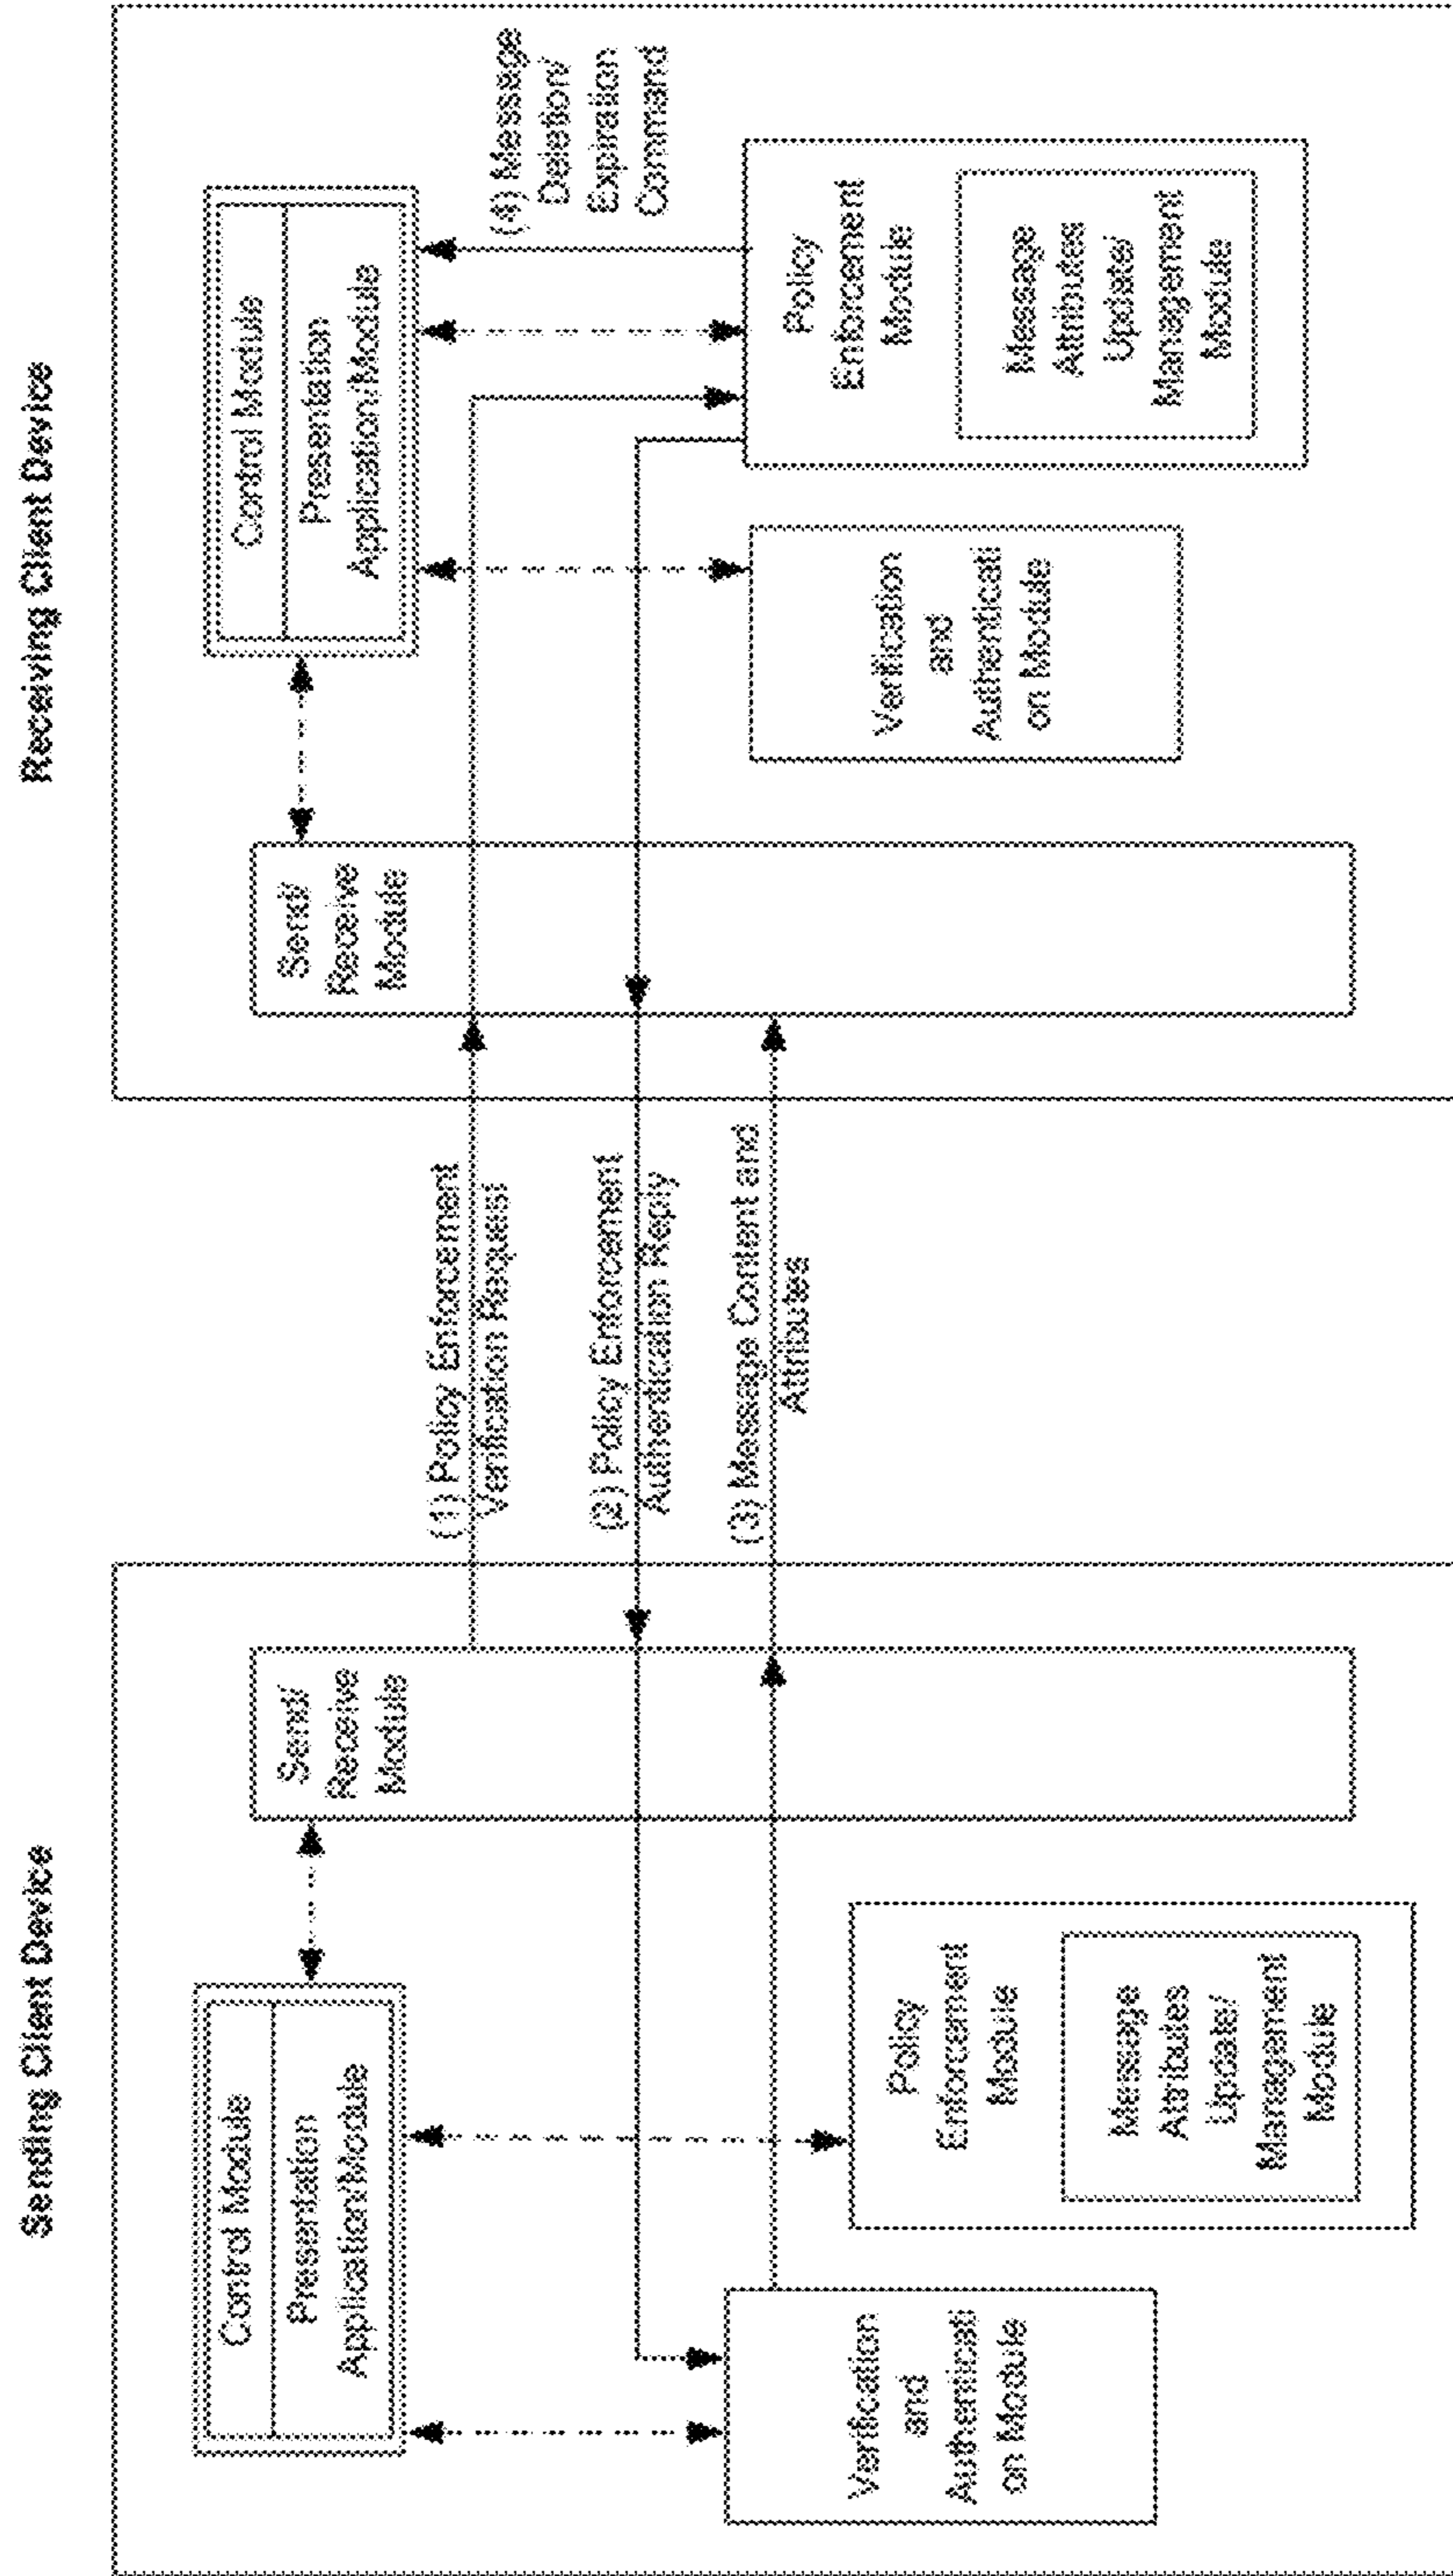 Sending Client Device
Control Module
Presentation
Application/Module
Send/
Receive
Module
Verification
and
Authenticati
on Module
Policy
Enforcement
Module
Message
Attributes
Update/
Management
Module
(1) Policy Enforcement
Verification Request
(2) Policy Enforcement
Authentication Reply
(3) Message Content and
Attributes
Receiving Client Device
Send/
Receive
Module
Control Module
Presentation
Application/Module
(4) Message
Deletion/
Expiration
Command
Verification
and
Authenticati
on Module
Policy
Enforcement
Module
Message
Attributes
Update/
Management
Module